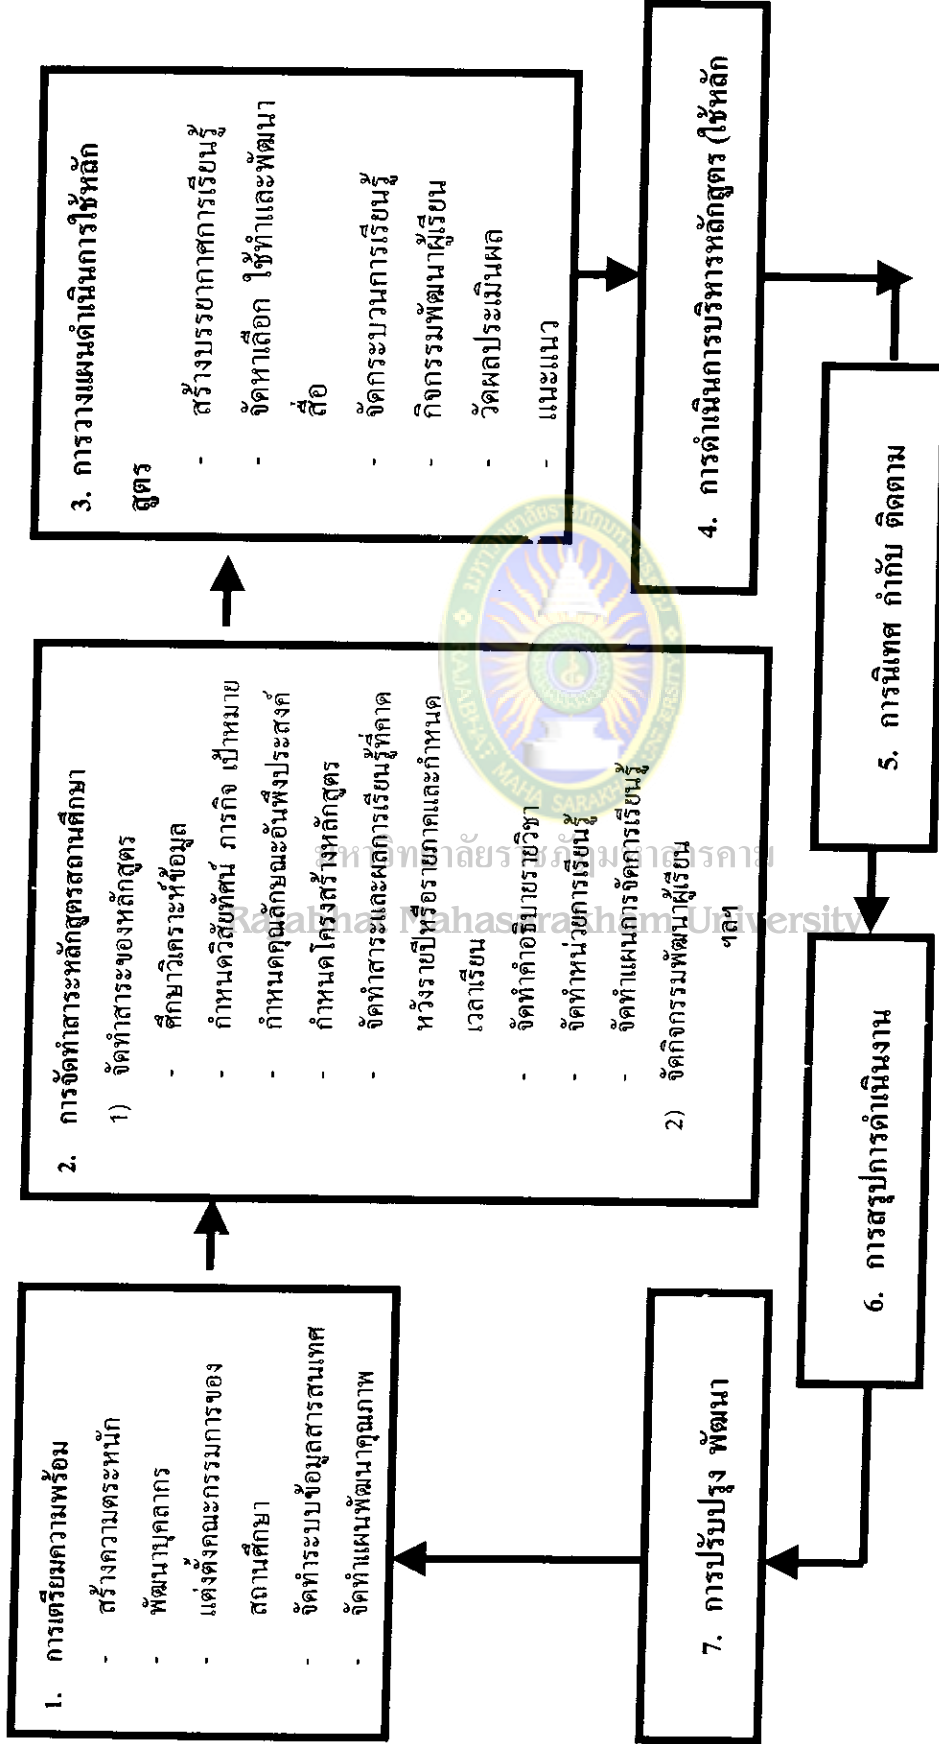 1. การเตรียมความพร้อม
- สร้างความตระหนัก
- พัฒนาบุคลากร
- แต่งตั้งคณะกรรมการของ
สถานศึกษา
- จัดทำระบบข้อมูลสารสนเทศ
- จัดทำแผนพัฒนาคุณภาพ
2. การจัดทำสาระหลักสูตรสถานศึกษา
1) จัดทำสาระของหลักสูตร
- ศึกษาวิเคราะห์ข้อมูล
- กำหนดวิสัยทัศน์ ภารกิจ เป้าหมาย
- กำหนดคุณลักษณะอันพึงประสงค์
- กำหนดโครงสร้างหลักสูตร
- จัดทำสาระและผลการเรียนรู้ที่คาด
หวังรายปีหรือรายภาคและกำหนด
เวลาเรียน
- จัดทำคำอธิบายรายวิชา
- จัดทำหน่วยการเรียนรู้
- จัดทำแผนการจัดการเรียนรู้
2) จัดกิจกรรมพัฒนาผู้เรียน
ฯลฯ
3. การวางแผนดำเนินการใช้หลัก
สูตร
- สร้างบรรยากาศการเรียนรู้
- จัดหาเลือก ใช้ทำและพัฒนา
สื่อ
- จัดกระบวนการเรียนรู้
- กิจกรรมพัฒนาผู้เรียน
- วัดผลประเมินผล
- แนะแนว
4. การดำเนินการบริหารหลักสูตร (ใช้หลัก
5. การนิเทศ กำกับ ติดตาม
6. การสรุปการดำเนินงาน
7. การปรับปรุง พัฒนา
มหาวิทยาลัยราชภัฏมหาสารคาม
Rajabhat Mahasarakham University
มหาวิทยาลัยราชภัฏมหาสารคาม
RAJABHAT MAHA SARAKHAM UNIVERSITY